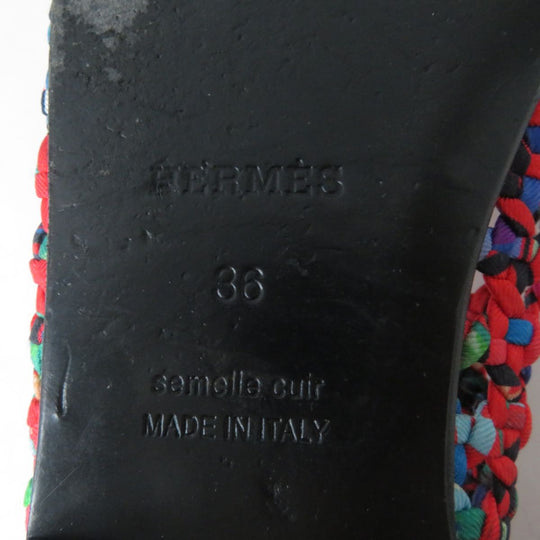 HERMÈS
36
semelle cuir
MADE IN ITALY